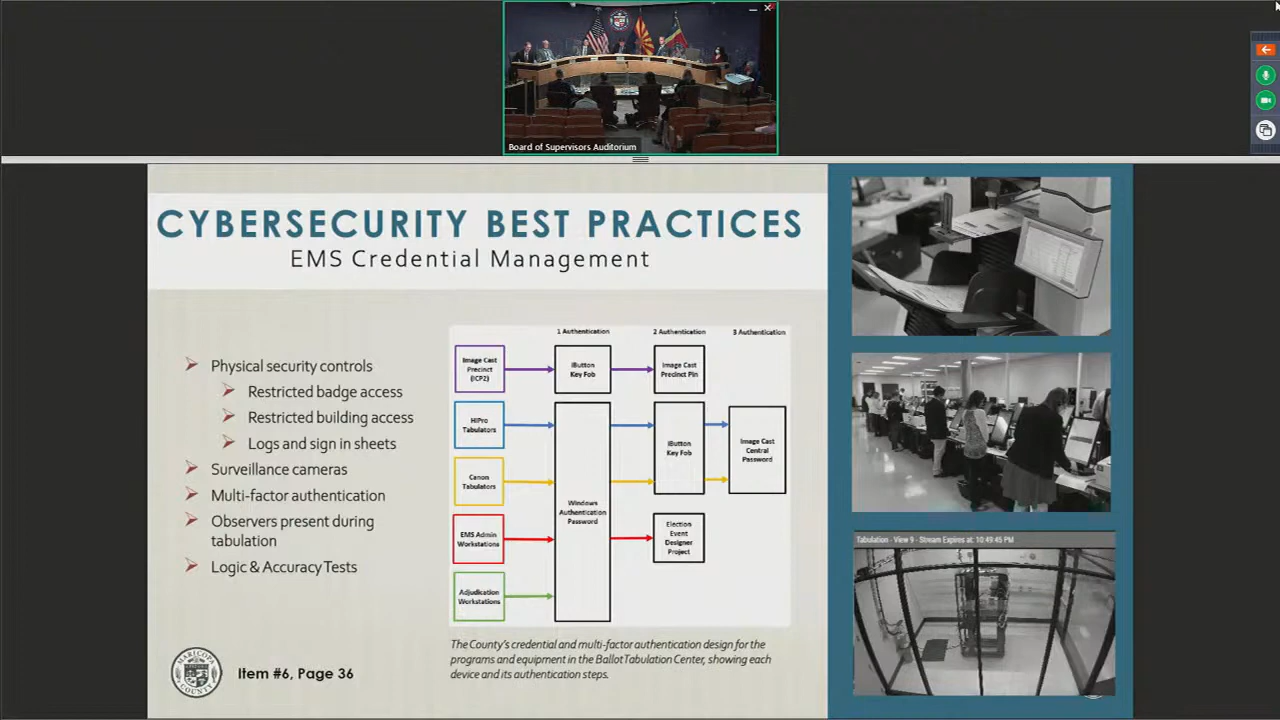 Board of Supervisors Auditorium
CYBERSECURITY BEST PRACTICES
EMS Credential Management
Physical security controls
Restricted badge access
Restricted building access
Logs and sign in sheets
Surveillance cameras
Multi-factor authentication
Observers present during
tabulation
Logic & Accuracy Tests
1 Authentication
2 Authentication
3 Authentication
Image Cast
Precinct
(ICP2)
iButton
Key Fob
Image Cast
Precinct Pin
HiPro
Tabulators
iButton
Key Fob
Image Cast
Central
Password
Canon
Tabulators
Windows
Authentication
Password
EMS Admin
Workstations
Election
Event
Designer
Project
Adjudication
Workstations
The County's credential and multi-factor authentication design for the
programs and equipment in the Ballot Tabulation Center, showing each
device and its authentication steps.
MARICOPA
COUNTY
Item #6, Page 36
Tabulation - View 9 - Stream Expires at: 10:49:45 PM